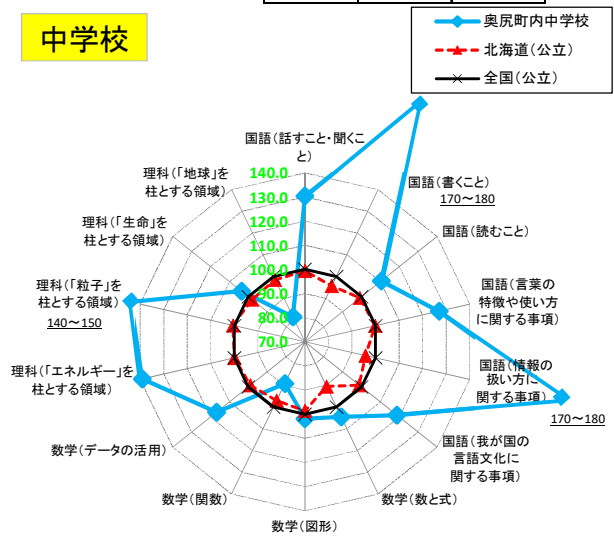 中学校
奥尻町内中学校
北海道(公立)
全国(公立)
国語(話すこと・聞くこ
と)
国語(書くこと)
170～180
国語(読むこと)
国語(言葉の
特徴や使い方
に関する事項)
国語(情報の
扱い方に
関する事項)
170～180
国語(我が国の
言語文化に
関する事項)
数学(数と式)
数学(図形)
数学(関数)
数学(データの活用)
理科(「エネルギー」を
柱とする領域)
理科(「粒子」を
柱とする領域)
140～150
理科(「生命」を
柱とする領域)
理科(「地球」を
柱とする領域)
140.0
130.0
120.0
110.0
100.0
90.0
80.0
70.0